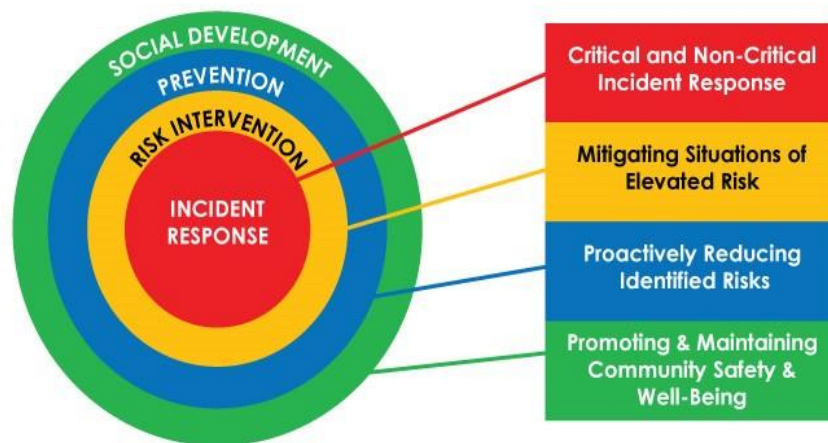 SOCIAL DEVELOPMENT
PREVENTION
RISK INTERVENTION
INCIDENT
RESPONSE
Critical and Non-Critical
Incident Response
Mitigating Situations of
Elevated Risk
Proactively Reducing
Identified Risks
Promoting & Maintaining
Community Safety &
Well-Being